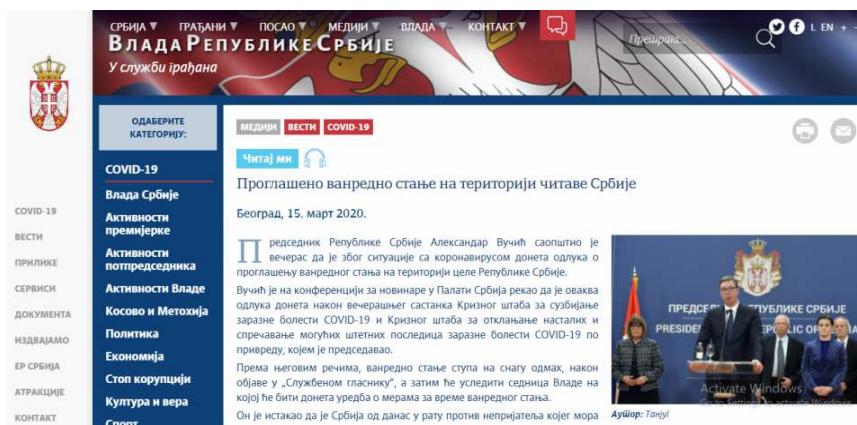 СРБИЈА ▼ ГРАЂАНИ ▼ ПОСАО ▼ МЕДИЈИ ▼ ВЛАДА ▼ КОНТАКТ ▼
L EN + -
ВЛАДА РЕПУБЛИКЕ СРБИЈЕ
Претрага...
У служби грађана
ОДАБЕРИТЕ
КАТЕГОРИЈУ:
COVID-19
Влада Србије
Активности
премијерке
Активности
потпредседника
Активности Владе
Косово и Метохија
Политика
Економија
Стоп корупцији
Култура и вера
Спорт
COVID-19
ВЕСТИ
ПРИЛИКЕ
СЕРВИСИ
ДОКУМЕНТА
ИЗДВАЈАМО
ЕР СРБИЈА
АТРАКЦИЈЕ
КОНТАКТ
МЕДИЈИ ВЕСТИ COVID-19
Читај ми
Проглашено ванредно стање на територији читаве Србије
Београд, 15. март 2020.
Председник Републике Србије Александар Вучић саопштио је
вечерас да је због ситуације са коронавирусом донета одлука о
проглашењу ванредног стања на територији целе Републике Србије.
Вучић је на конференцији за новинаре у Палати Србија рекао да је оваква
одлука донета након вечерашњег састанка Кризног штаба за сузбијање
заразне болести COVID-19 и Кризног штаба за отклањање насталих и
спречавање могућих штетних последица заразне болести COVID-19 по
привреду, којем је председавао.
Према његовим речима, ванредно стање ступа на снагу одмах, након
објаве у „Службеном гласнику“, а затим ће уследити седница Владе на
којој ће бити донета уредба о мерама за време ванредног стања.
Он је истакао да је Србија од данас у рату против непријатеља којег мора
Activate Windows
Go to Settings to activate Windows.
Аутор: Танјуг